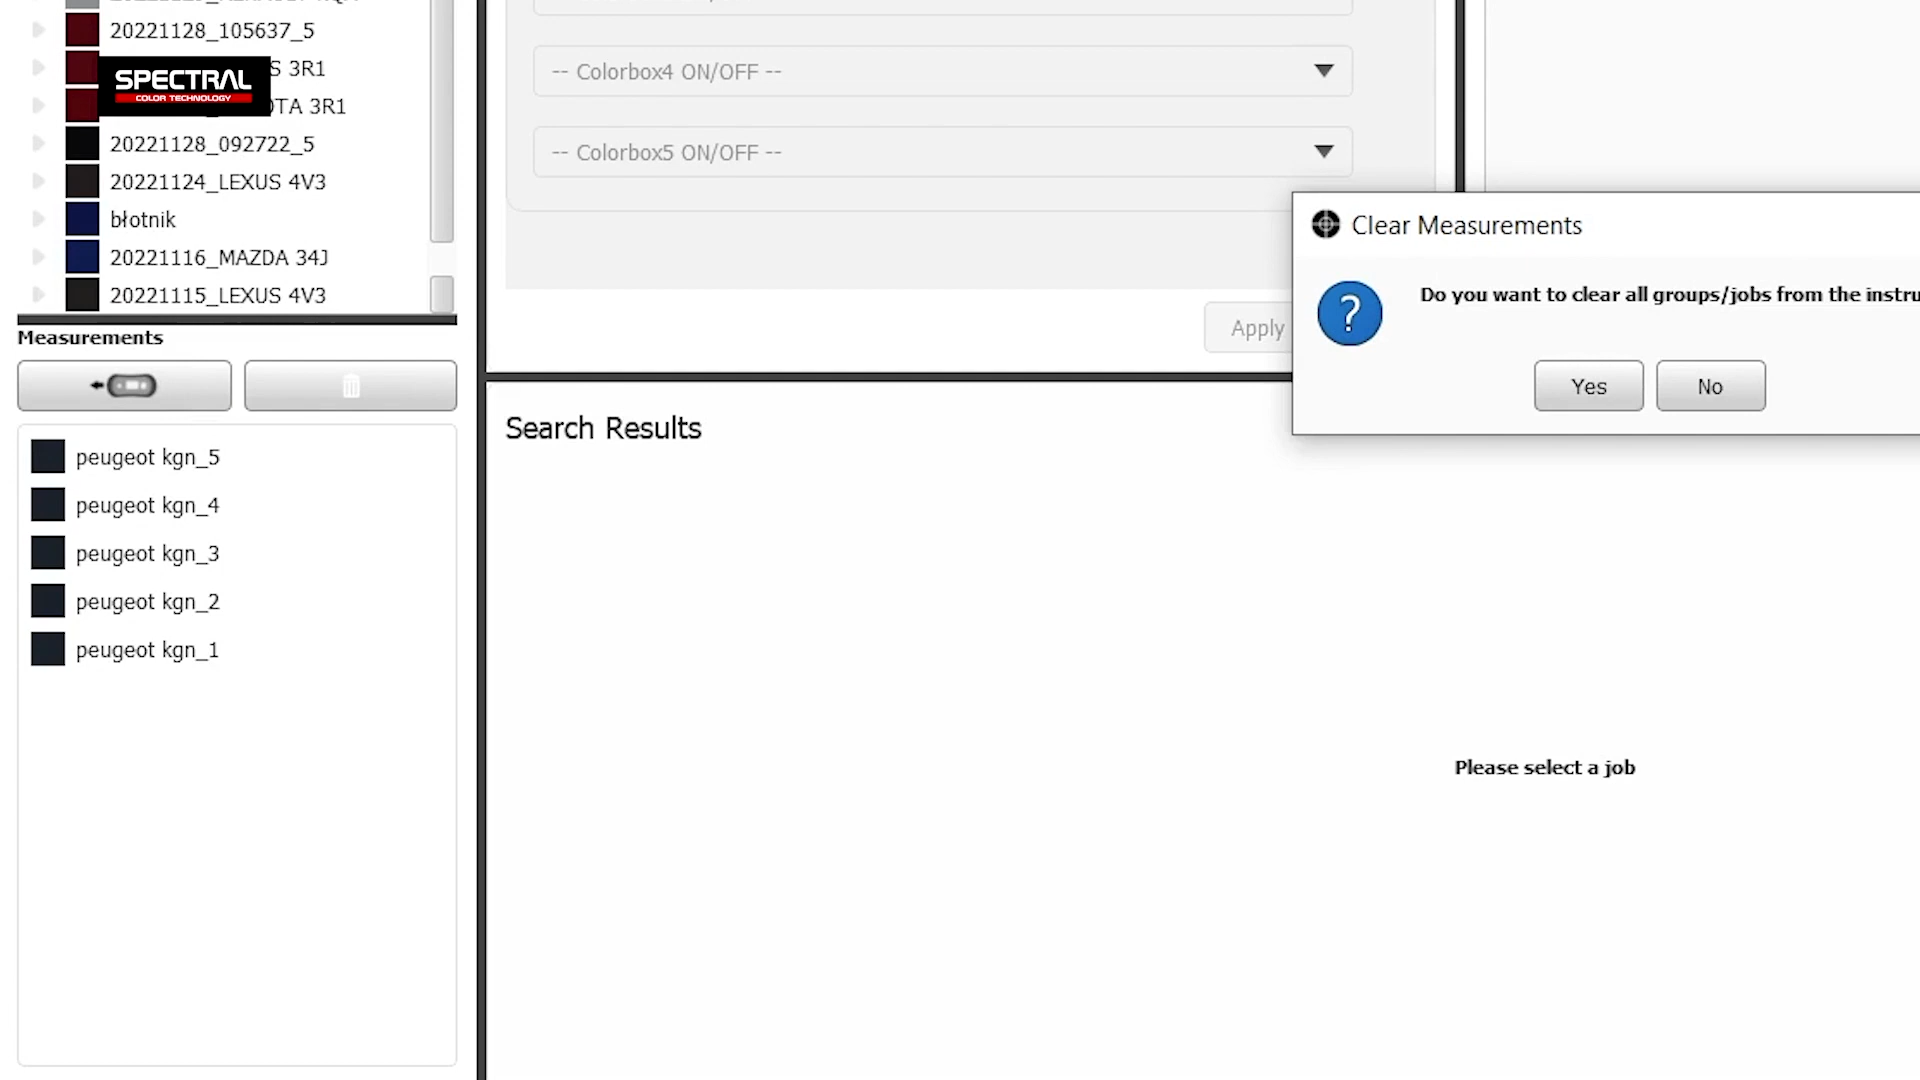 20221128_105637_5
SPECTRAL
COLOR TECHNOLOGY
S 3R1
OTA 3R1
20221128_092722_5
20221124_LEXUS 4V3
błotnik
20221116_MAZDA 34J
20221115_LEXUS 4V3
Measurements
peugeot kgn_5
peugeot kgn_4
peugeot kgn_3
peugeot kgn_2
peugeot kgn_1
-- Colorbox4 ON/OFF --
-- Colorbox5 ON/OFF --
Apply
Search Results
Please select a job
Clear Measurements
Do you want to clear all groups/jobs from the instru
Yes
No